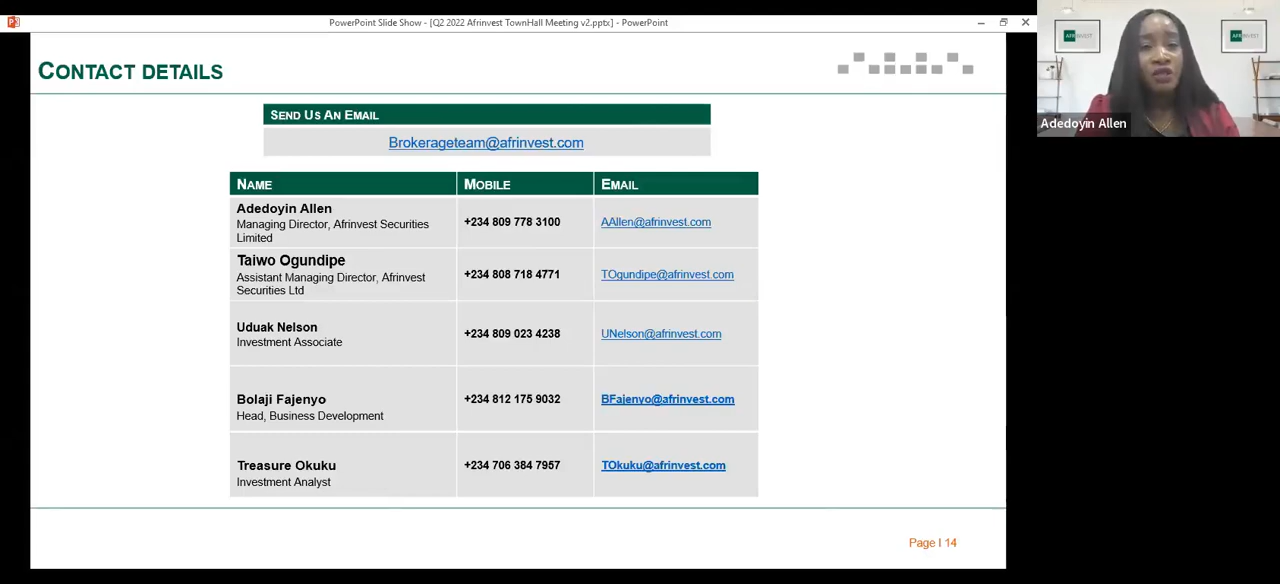 PowerPoint Slide Show - [Q2 2022 Afrinvest TownHall Meeting v2.pptx] - PowerPoint
CONTACT DETAILS
SEND US AN EMAIL
Brokerageteam@afrinvest.com
NAME MOBILE EMAIL
Adedoyin Allen
Managing Director, Afrinvest Securities
Limited
+234 809 778 3100
AAllen@afrinvest.com
Taiwo Ogundipe
Assistant Managing Director, Afrinvest
Securities Ltd
+234 808 718 4771
TOgundipe@afrinvest.com
Uduak Nelson
Investment Associate
+234 809 023 4238
UNelson@afrinvest.com
Bolaji Fajenyo
Head, Business Development
+234 812 175 9032
BFajenyo@afrinvest.com
Treasure Okuku
Investment Analyst
+234 706 384 7957
TOkuku@afrinvest.com
Page | 14
AFRINVEST
AFRINVEST
Adedoyin Allen